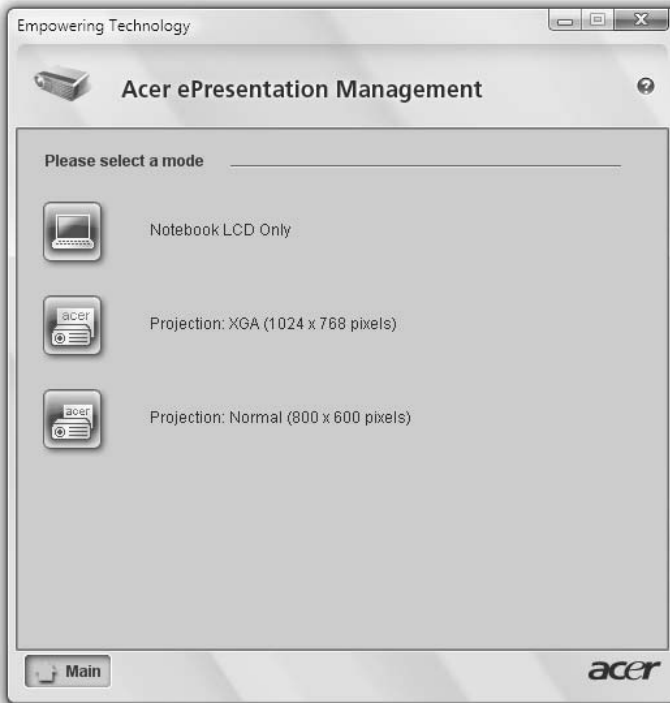 Empowering Technology
Acer ePresentation Management
?
Please select a mode
Notebook LCD Only
acer
Projection: XGA (1024 x 768 pixels)
acer
Projection: Normal (800 x 600 pixels)
Main
acer